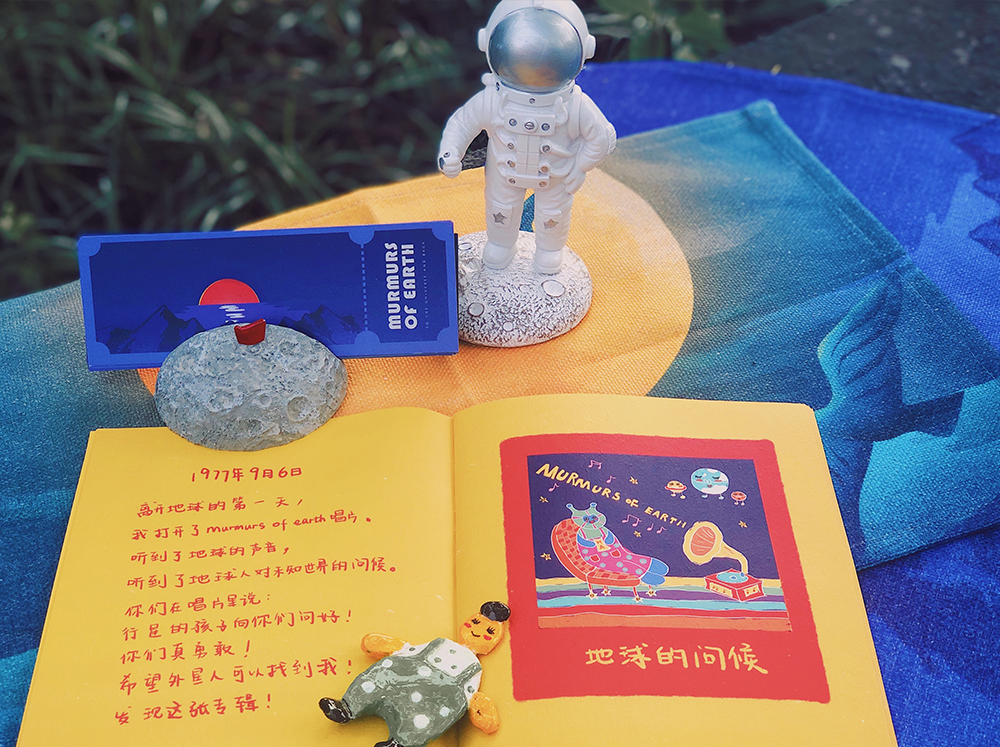 MURMURS
OF EARTH
1977年9月6日
离开地球的第一天，
我打开了murmurs of earth唱片。
听到了地球的声音，
听到了地球人对未知世界的问候。
你们在唱片里说：
行星的孩子向你们问好！
你们真勇敢！
希望外星人可以找到我！
发现这张专辑！
MURMURS OF EARTH
地球的问候